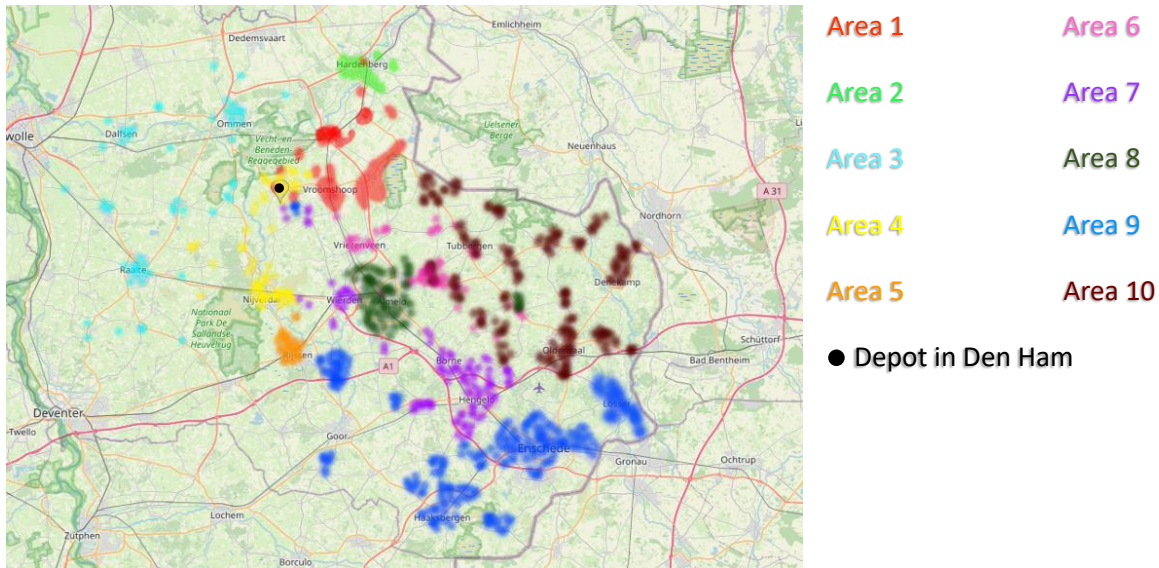 Emlichheim
Dedemsvaart
Hardenberg
Ommen
Dalfsen
wolle
Vecht- en
Beneden-
Reggegebied
Uelsener
Berge
Neuenhaus
Vroomshoop
A 31
Nordhorn
Vriezenveen
Tubbergen
Raalte
Denekamp
Nijverdal
Wierden
Almelo
Nationaal
Park De
Sallandse
Heuvelrug
Rijssen
Borne
Oldenzaal
Schüttorf
Bad Bentheim
A1
Hengelo
Losser
Deventer
-Twello
Goor
Enschede
Gronau
Ochtrup
Lochem
Haaksbergen
Zutphen
Borculo
Area 1
Area 6
Area 2
Area 7
Area 3
Area 8
Area 4
Area 9
Area 5
Area 10
Depot in Den Ham